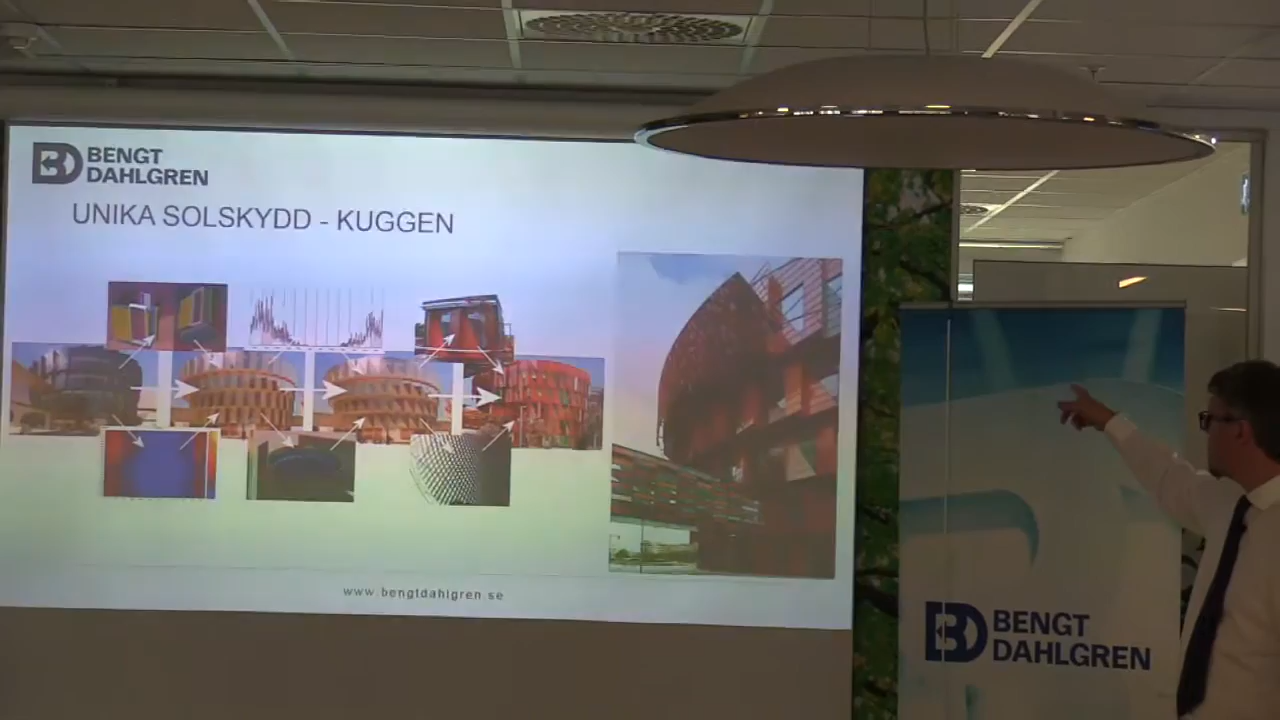 BENGT
DAHLGREN
UNIKA SOLSKYDD - KUGGEN
www.bengtdahlgren.se
BENGT
DAHLGREN